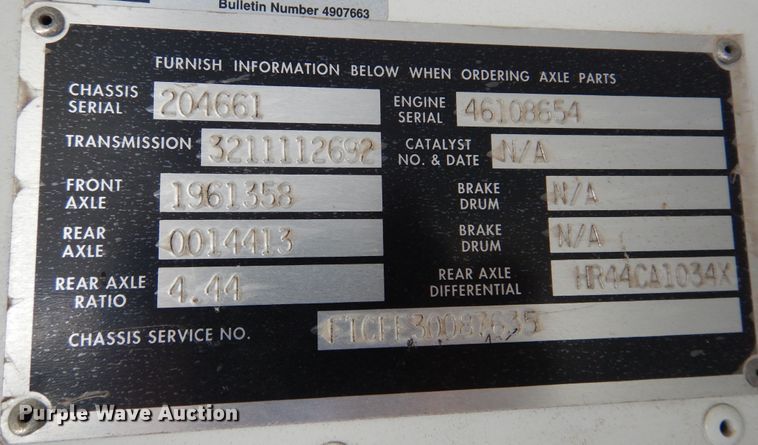 Bulletin Number 4907663
FURNISH INFORMATION BELOW WHEN ORDERING AXLE PARTS
CHASSIS SERIAL 204661 ENGINE SERIAL 46108654
TRANSMISSION 3211112692 CATALYST NO. & DATE N/A
FRONT AXLE 1961358 BRAKE DRUM N/A
REAR AXLE 0014413 BRAKE DRUM N/A
REAR AXLE RATIO 4.44 REAR AXLE DIFFERENTIAL HR44CA1034X
CHASSIS SERVICE NO.
Purple Wave Auction